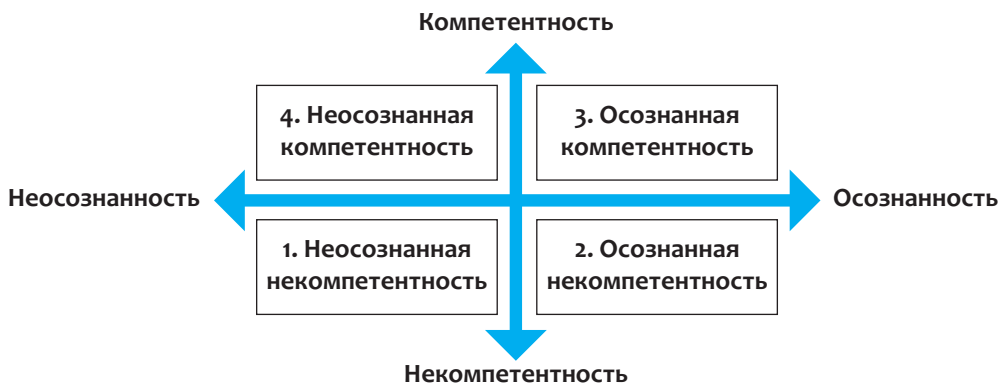 Компетентность
4. Неосознанная
компетентность
3. Осознанная
компетентность
Неосознанность
Осознанность
1. Неосознанная
некомпетентность
2. Осознанная
некомпетентность
Некомпетентность